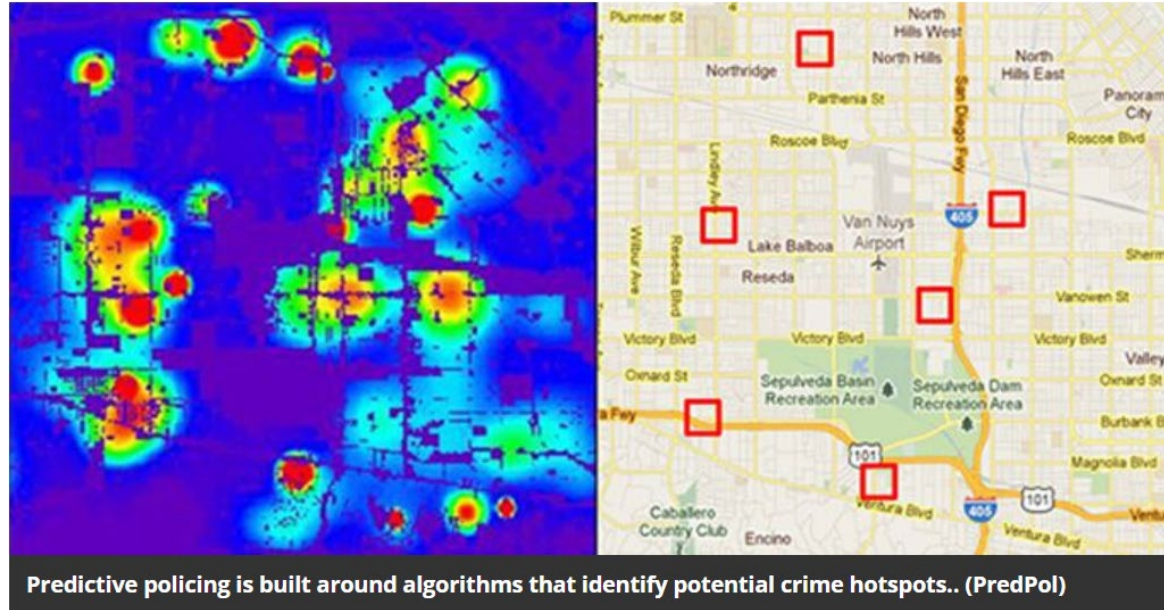 Plummer St
North
Hills West
Northridge
North Hills
North
Hills East
Panoram
City
San Diego Fwy
Parthenia St
Roscoe Blvd
Roscoe Blvd
Lindley Ave
405
Van Nuys
Airport
Wilbur Ave
Reseda Blvd
Lake Balboa
Reseda
Sherm
Vanowen St
Victory Blvd
Victory Blvd
Victory Blvd
Valley
Oxnard St
Oxnard St
Sepulveda Basin
Recreation Area
Sepulveda Dam
Recreation Area
a Fwy
Burbank B
101
Magnolia Blvd
Ventura Blvd
405
101
Ventu
Ventura Blvd
Caballero
Country Club
Encino
Predictive policing is built around algorithms that identify potential crime hotspots.. (PredPol)